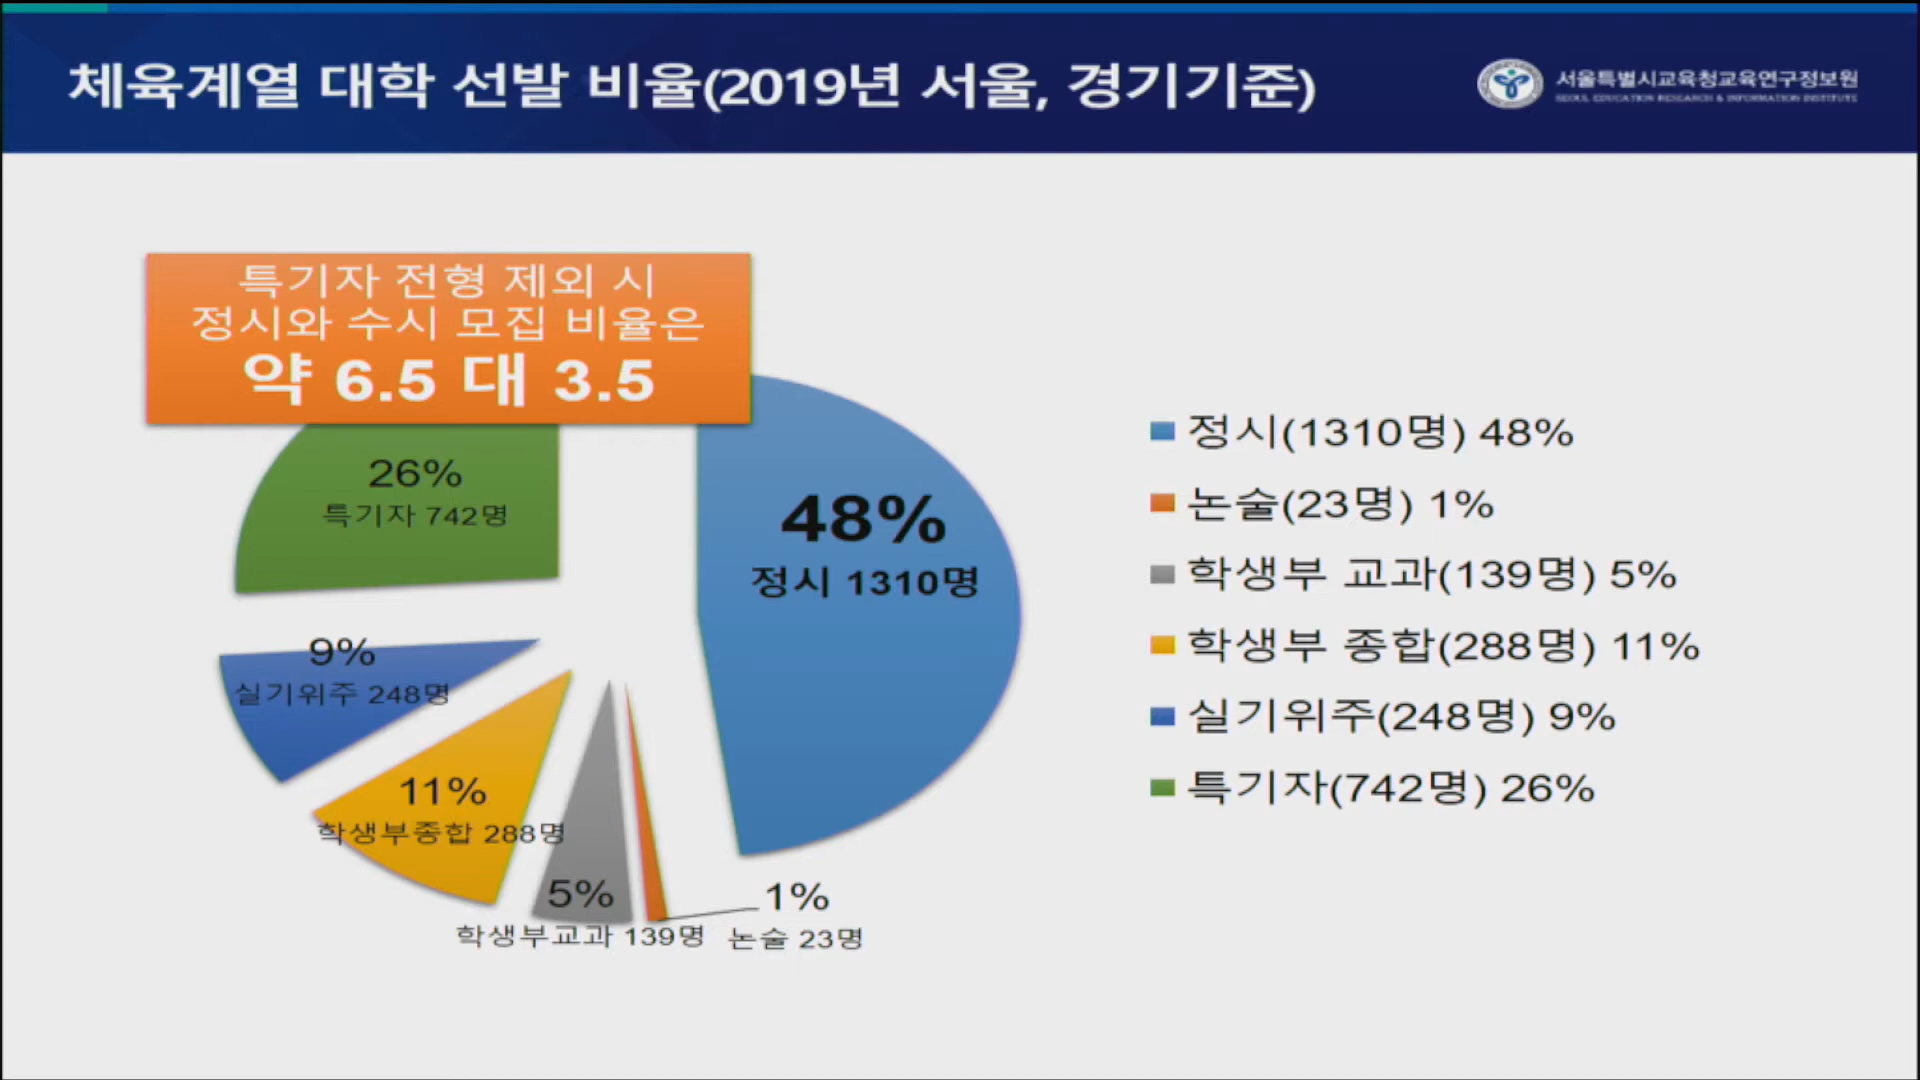 체육계열 대학 선발 비율(2019년 서울, 경기기준)
서울특별시교육청교육연구정보원
SEOUL EDUCATION RESEARCH & INFORMATION INSTITUTE
특기자 전형 제외 시
정시와 수시 모집 비율은
약 6.5 대 3.5
26%
특기자 742명
48%
정시 1310명
9%
실기위주 248명
11%
학생부종합 288명
5%
학생부교과 139명
1%
논술 23명
정시(1310명) 48%
논술(23명) 1%
학생부 교과(139명) 5%
학생부 종합(288명) 11%
실기위주(248명) 9%
특기자(742명) 26%